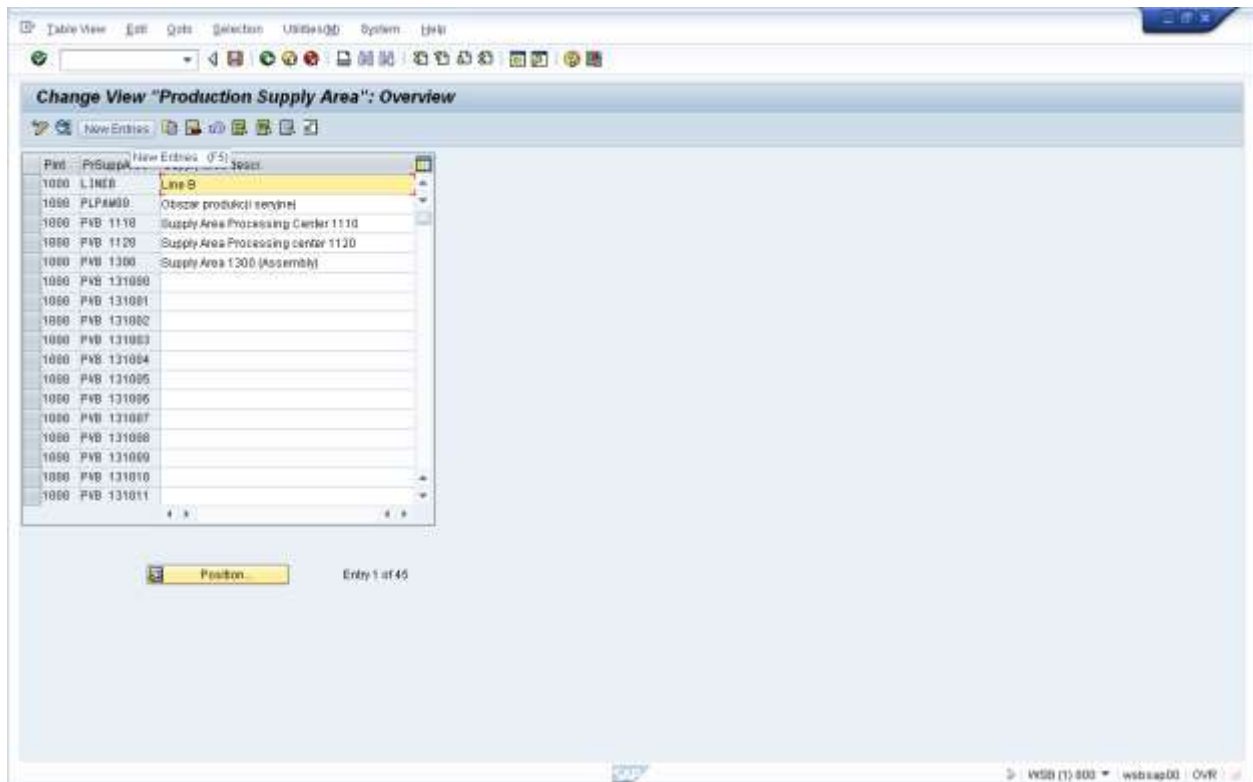 Table View Edit Goto Selection Utilities(M) System Help
Change View "Production Supply Area": Overview
New Entries
New Entries (F5)
Plnt PrSuppA
1000 LINEB Line B
1000 PLPAW00 Obszar produkcji seryjnej
1000 PVB 1110 Supply Area Processing Center 1110
1000 PVB 1120 Supply Area Processing center 1120
1000 PVB 1300 Supply Area 1300 (Assembly)
1000 PVB 131000
1000 PVB 131001
1000 PVB 131002
1000 PVB 131003
1000 PVB 131004
1000 PVB 131005
1000 PVB 131006
1000 PVB 131007
1000 PVB 131008
1000 PVB 131009
1000 PVB 131010
1000 PVB 131011
Position...
Entry 1 of 45
SAP
WSB (1) 800 wsbsap00 OVR